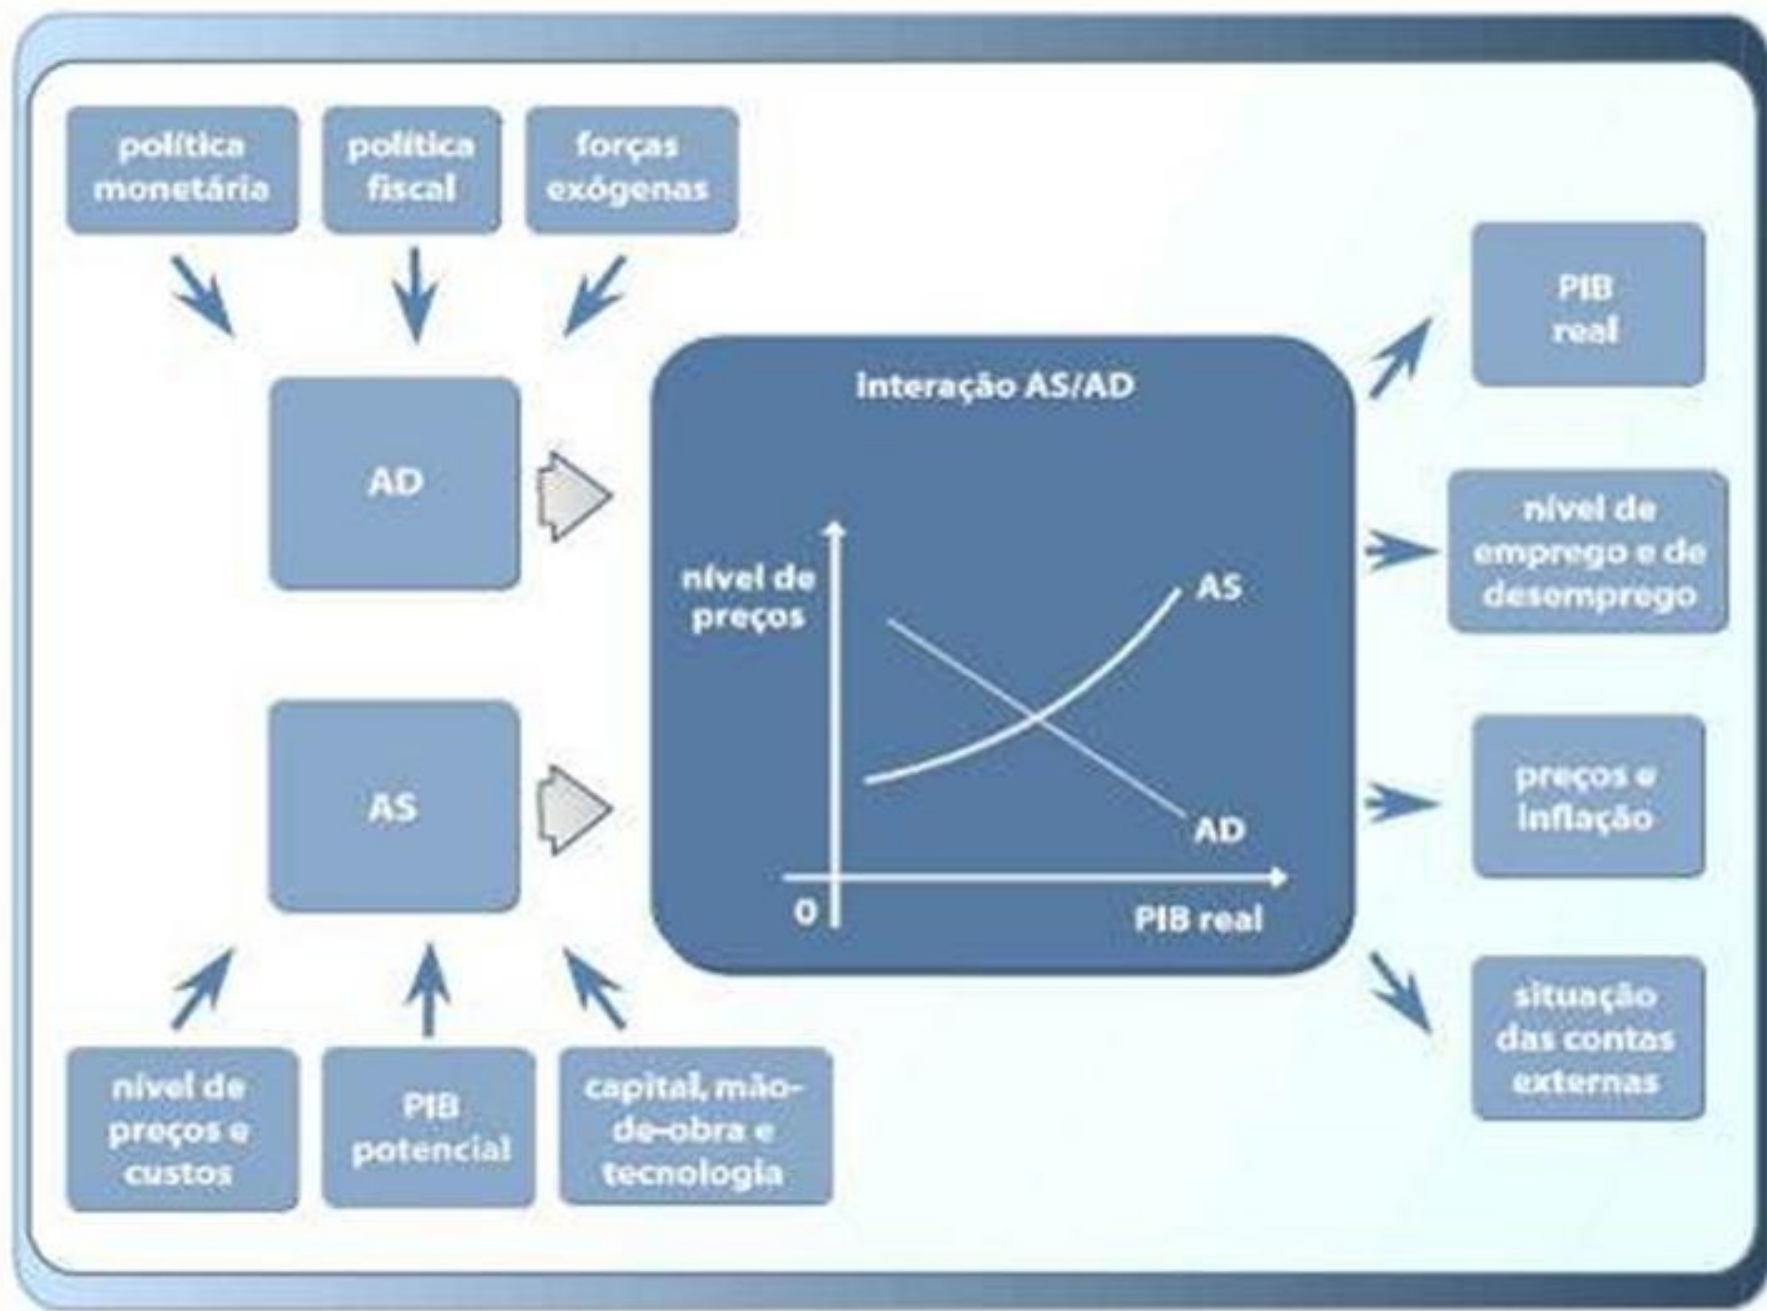 política
monetária
política
fiscal
forças
exógenas
AD
AS
nível de
preços e
custos
PIB
potencial
capital, mão-
de-obra e
tecnologia
interação AS/AD
nível de
preços
AS
AD
0
PIB real
PIB
real
nível de
emprego e de
desemprego
preços e
inflação
situação
das contas
externas